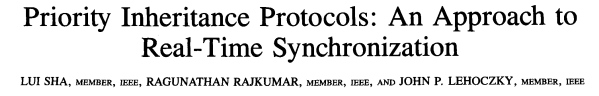 Priority Inheritance Protocols: An Approach to
Real-Time Synchronization
LUI SHA, MEMBER, IEEE, RAGUNATHAN RAJKUMAR, MEMBER, IEEE, AND JOHN P. LEHOCZKY, MEMBER, IEEE